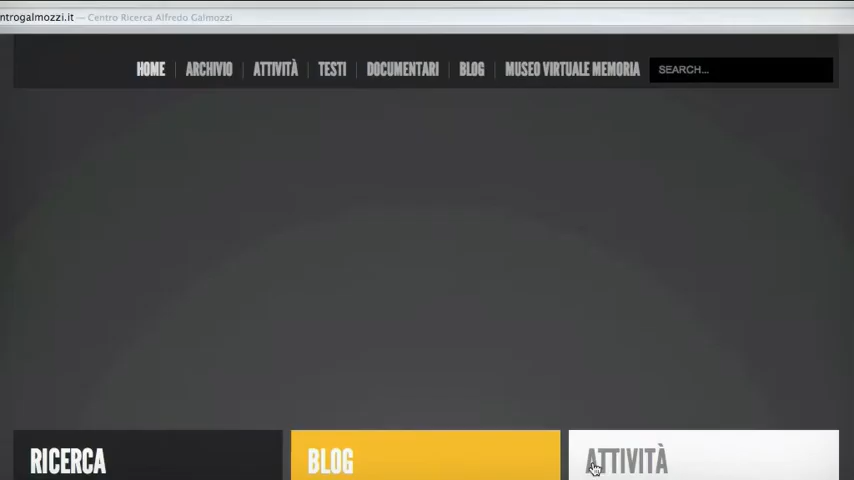 ntrogalmozzi.it — Centro Ricerca Alfredo Galmozzi
HOME ARCHIVIO ATTIVITÀ TESTI DOCUMENTARI BLOG MUSEO VIRTUALE MEMORIA SEARCH...
RICERCA BLOG ATTIVITÀ